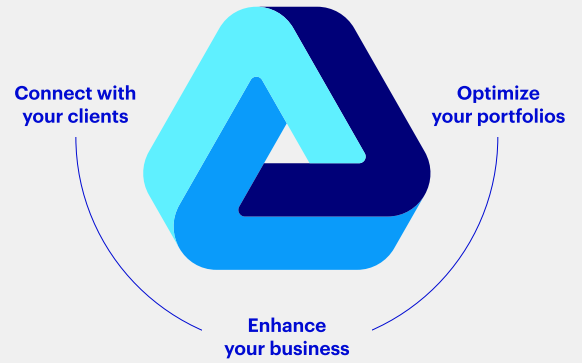 Connect with
your clients
Optimize
your portfolios
Enhance
your business